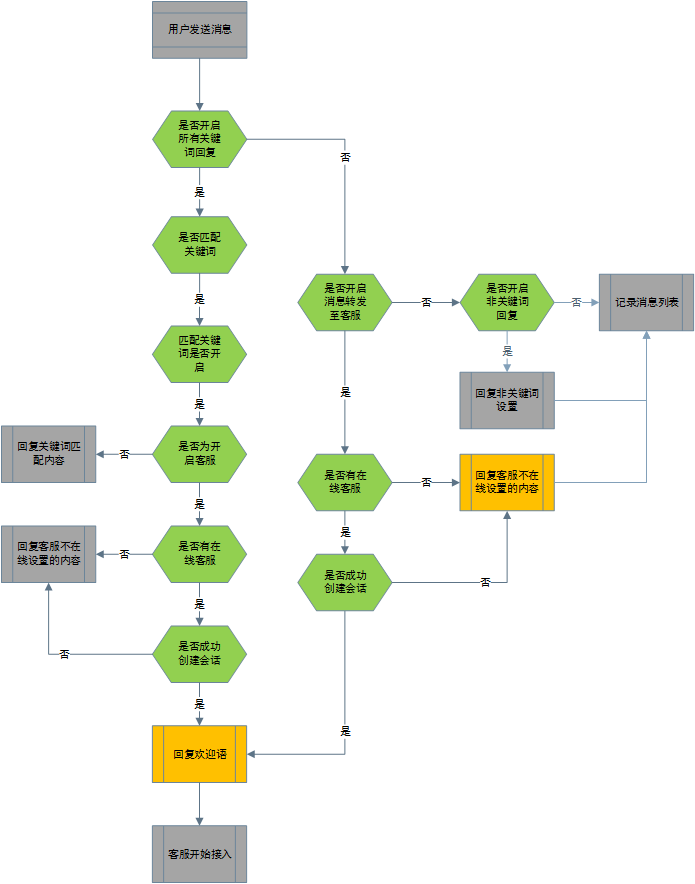 用户发送消息
是否开启
所有关键
词回复
否
是
是否匹配
关键词
是
是否开启
消息转发
至客服
否
是否开启
非关键词
回复
否
记录消息列表
匹配关键
词是否开
启
是
回复非关键词
设置
是
是
回复关键词匹
配内容
否
是否为开
启客服
是否有在
线客服
否
回复客服不在
线设置的内容
是
是
回复客服不在
线设置的内容
否
是否有在
线客服
是否成功
创建会话
否
是
否
是否成功
创建会话
是
是
回复欢迎语
客服开始接入